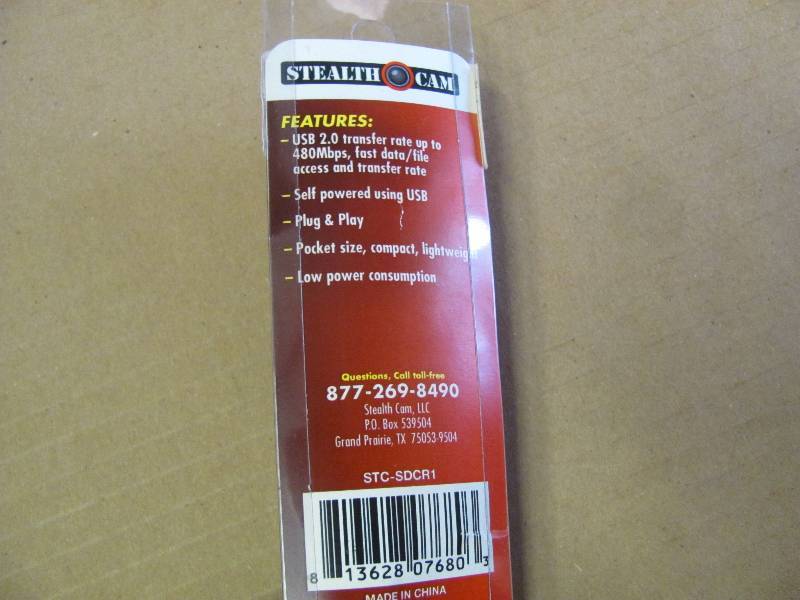 STEALTH CAM
FEATURES:
– USB 2.0 transfer rate up to
480Mbps, fast data/file
access and transfer rate
– Self powered using USB
– Plug & Play
– Pocket size, compact, lightweig
– Low power consumption
Questions, Call toll-free
877-269-8490
Stealth Cam, LLC
P.O. Box 539504
Grand Prairie, TX 75053-9504
STC-SDCR1
8 13628 07680 3
MADE IN CHINA